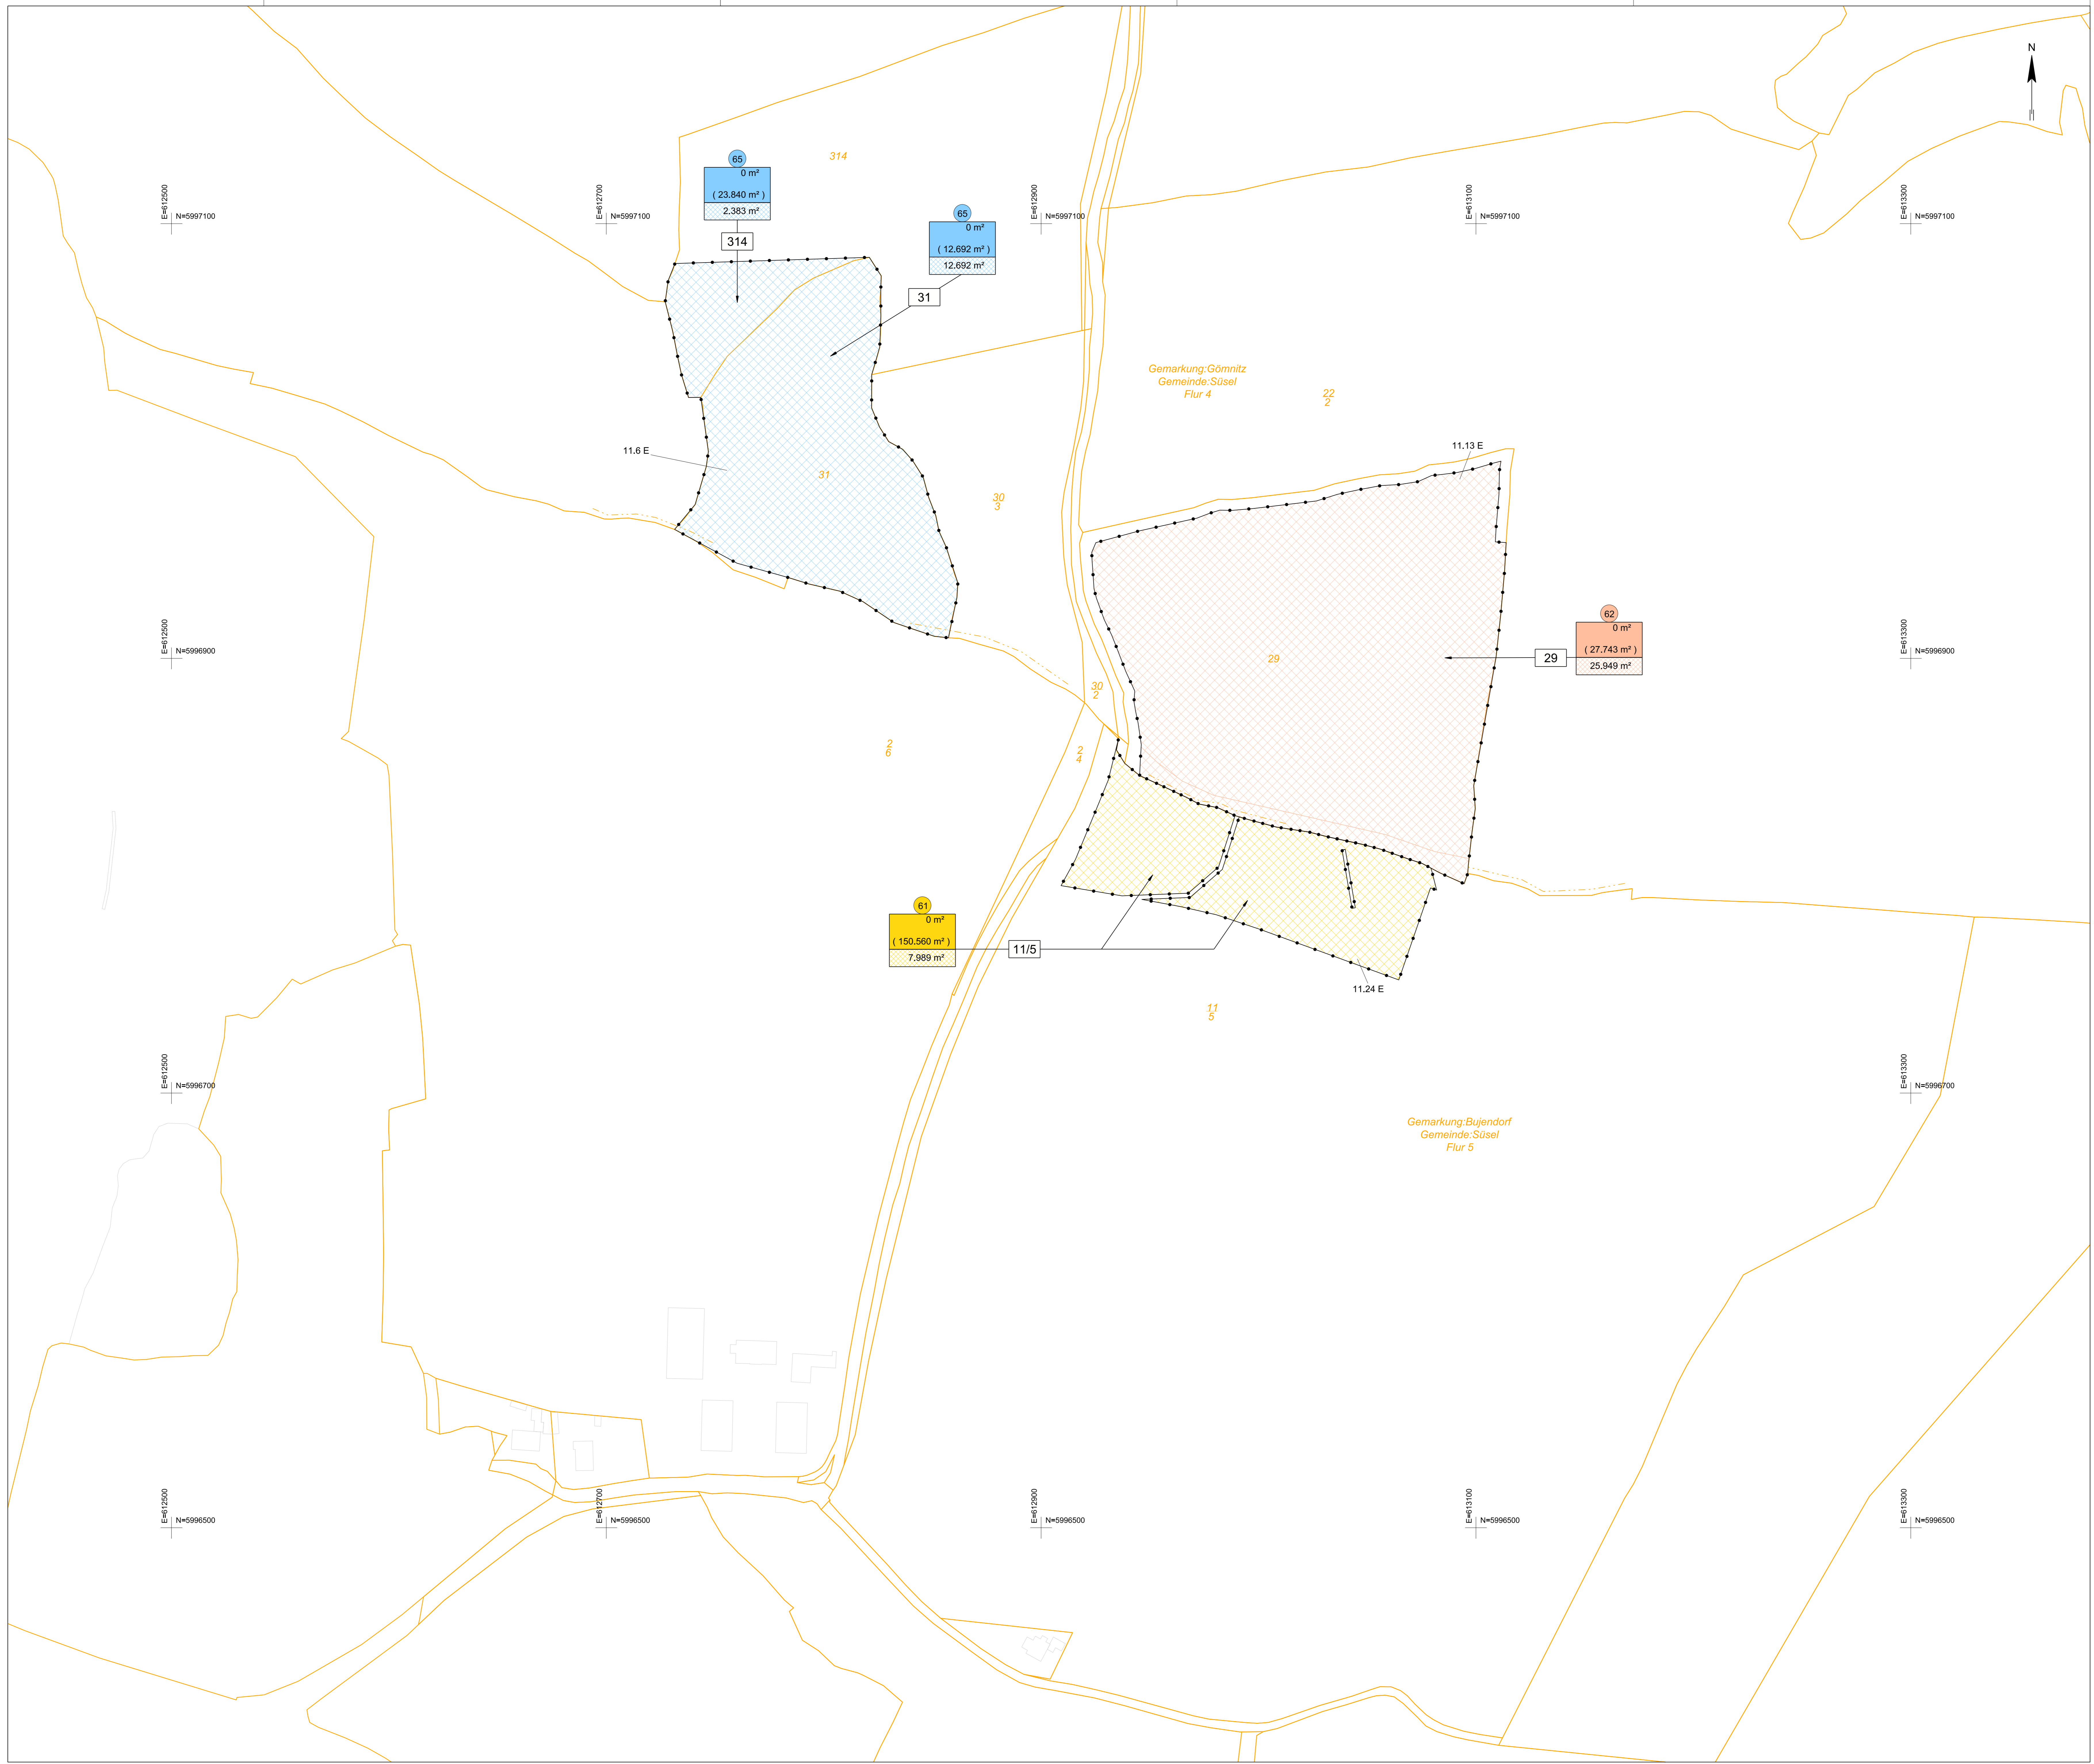 N
314
65
0 m²
( 23.840 m² )
2.383 m²
314
65
0 m²
( 12.692 m² )
12.692 m²
31
E=612500
N=5997100
E=612700
N=5997100
E=612900
N=5997100
E=613100
N=5997100
E=613300
N=5997100
Gemarkung:Gömnitz
Gemeinde:Süsel
Flur 4
22
2
11.6 E
31
30
3
11.13 E
62
0 m²
( 27.743 m² )
25.949 m²
29
29
E=612500
N=5996900
E=613300
N=5996900
30
2
2
6
2
4
61
0 m²
( 150.560 m² )
7.989 m²
11/5
11.24 E
11
5
E=612500
N=5996700
E=613300
N=5996700
Gemarkung:Bujendorf
Gemeinde:Süsel
Flur 5
E=612500
N=5996500
E=612700
N=5996500
E=612900
N=5996500
E=613100
N=5996500
E=613300
N=5996500